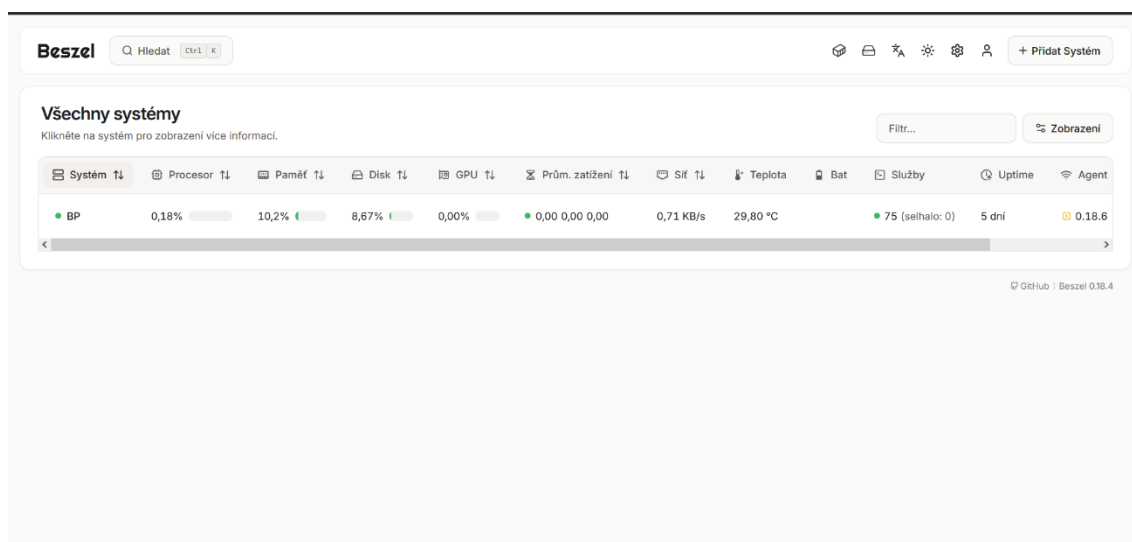 Beszel Hledat Ctrl K + Přidat Systém
Všechny systémy
Klikněte na systém pro zobrazení více informací.
Filtr... Zobrazení
Systém Procesor Paměť Disk GPU Prům. zatížení Síť Teplota Bat Služby Uptime Agent
BP 0,18% 10,2% 8,67% 0,00% 0,00 0,00 0,00 0,71 KB/s 29,80 °C 75 (selhalo: 0) 5 dní 0.18.6
GitHub | Beszel 0.18.4